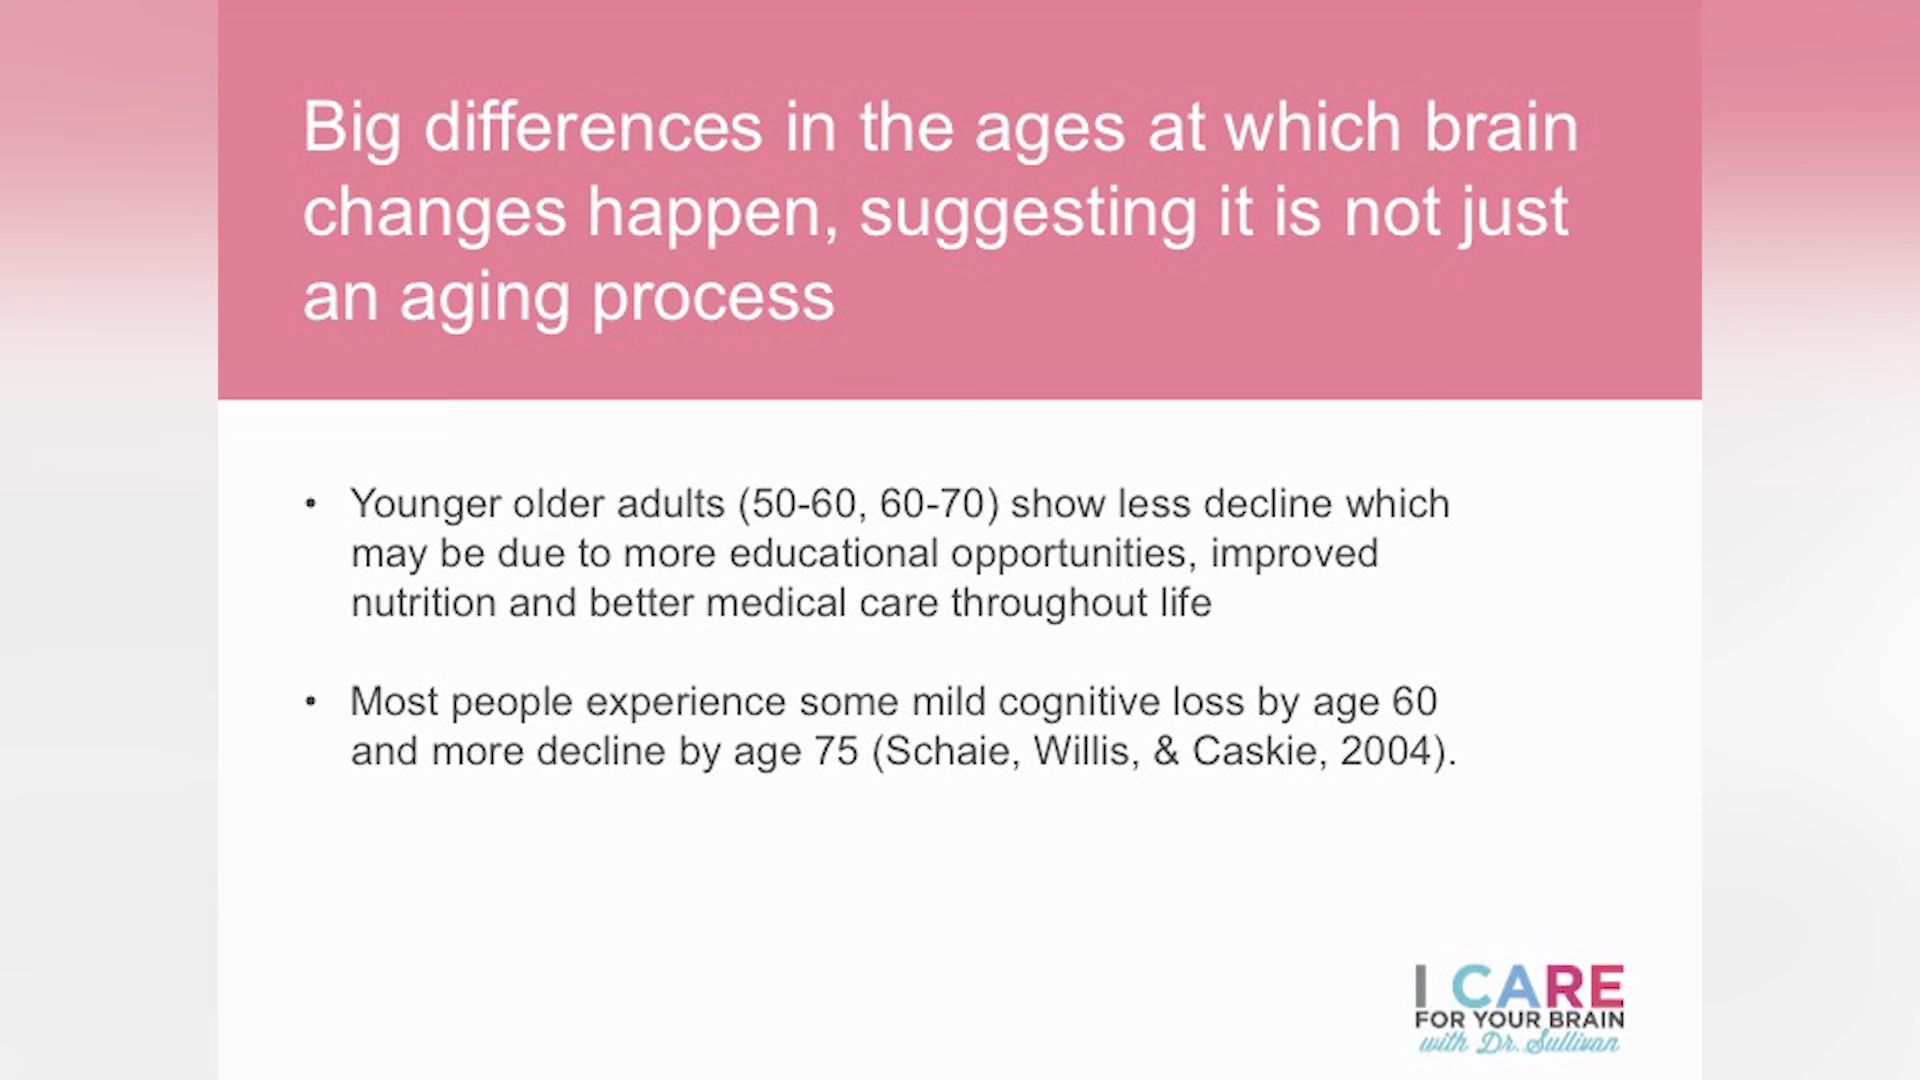 Big differences in the ages at which brain
changes happen, suggesting it is not just
an aging process
• Younger older adults (50-60, 60-70) show less decline which
may be due to more educational opportunities, improved
nutrition and better medical care throughout life
• Most people experience some mild cognitive loss by age 60
and more decline by age 75 (Schaie, Willis, & Caskie, 2004).
I CARE
FOR YOUR BRAIN
with Dr. Sullivan